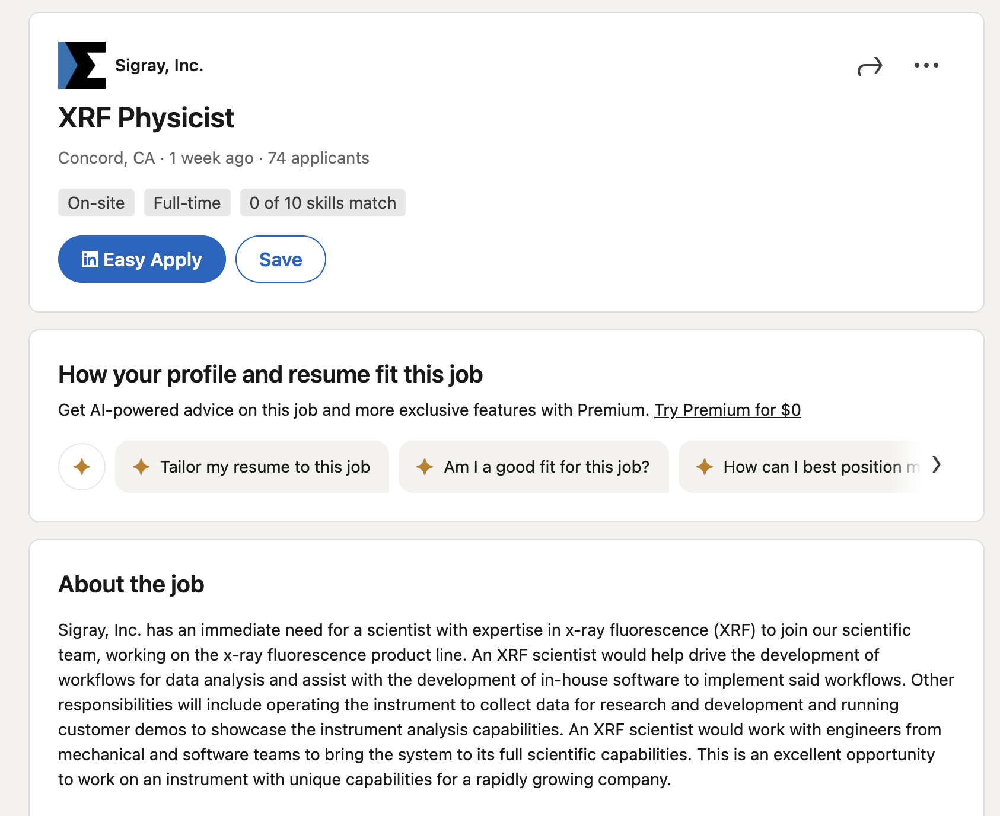 Sigray, Inc.
XRF Physicist
Concord, CA · 1 week ago · 74 applicants
On-site Full-time 0 of 10 skills match
in Easy Apply Save
How your profile and resume fit this job
Get AI-powered advice on this job and more exclusive features with Premium. Try Premium for $0
Tailor my resume to this job Am I a good fit for this job? How can I best position m
About the job
Sigray, Inc. has an immediate need for a scientist with expertise in x-ray fluorescence (XRF) to join our scientific
team, working on the x-ray fluorescence product line. An XRF scientist would help drive the development of
workflows for data analysis and assist with the development of in-house software to implement said workflows. Other
responsibilities will include operating the instrument to collect data for research and development and running
customer demos to showcase the instrument analysis capabilities. An XRF scientist would work with engineers from
mechanical and software teams to bring the system to its full scientific capabilities. This is an excellent opportunity
to work on an instrument with unique capabilities for a rapidly growing company.